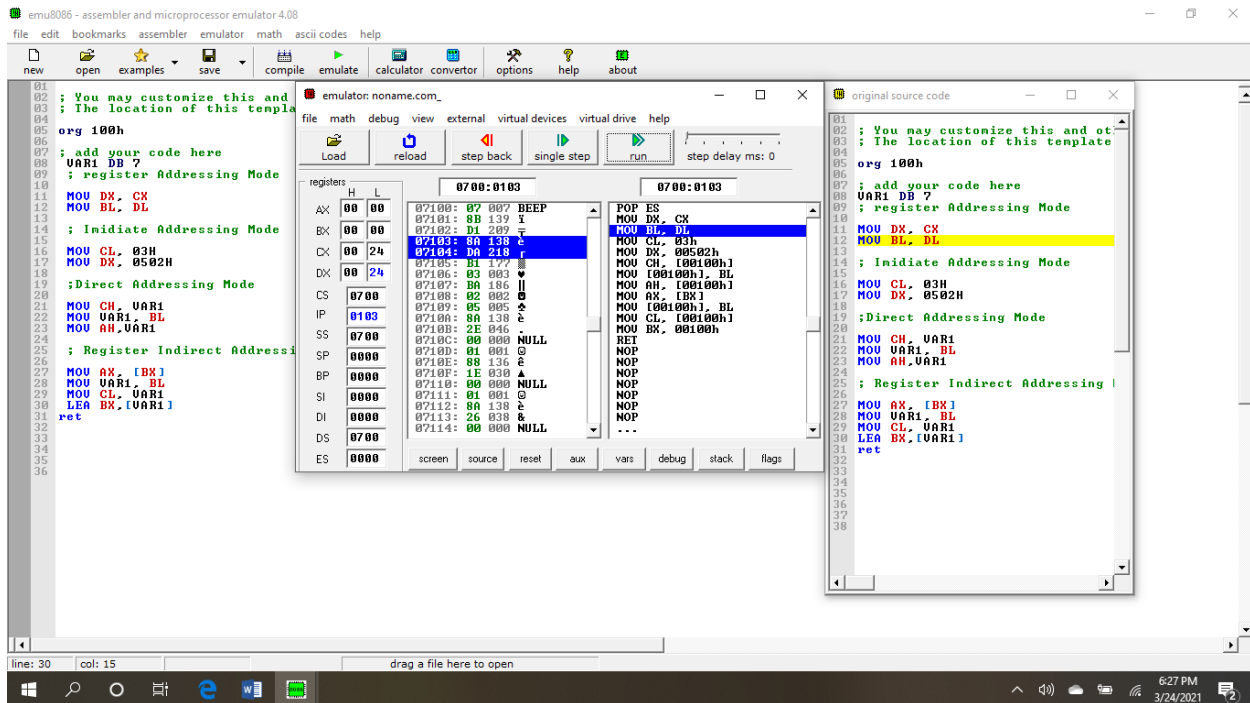 emu8086 - assembler and microprocessor emulator 4.08
file edit bookmarks assembler emulator math ascii codes help
new open examples save compile emulate calculator convertor options help about
01
02 ; You may customize this and
03 ; The location of this templa
04
05 org 100h
06
07 ; add your code here
08 VAR1 DB 7
09 ; register Addressing Mode
10
11 MOV DX, CX
12 MOV BL, DL
13
14 ; Imidiate Addressing Mode
15
16 MOV CL, 03H
17 MOV DX, 0502H
18
19 ;Direct Addressing Mode
20
21 MOV CH, VAR1
22 MOV VAR1, BL
23 MOV AH,VAR1
24
25 ; Register Indirect Addressi
26
27 MOV AX, [BX]
28 MOV VAR1, BL
29 MOV CL, VAR1
30 LEA BX,[VAR1]
31 ret
32
33
34
35
36
emulator: noname.com_
file math debug view external virtual devices virtual drive help
Load reload step back single step run step delay ms: 0
registers
H L
AX 00 00
BX 00 00
CX 00 24
DX 00 24
CS 0700
IP 0103
SS 0700
SP 0000
BP 0000
SI 0000
DI 0000
DS 0700
ES 0000
0700:0103
07100: 07 007 BEEP
07101: 8B 139 ï
07102: D1 209 ╤
07103: 8A 138 è
07104: DA 218 ┌
07105: B1 177 ▒
07106: 03 003 ♥
07107: BA 186 ║
07108: 02 002 ☻
07109: 05 005 ♣
0710A: 8A 138 è
0710B: 2E 046 .
0710C: 00 000 NULL
0710D: 01 001 ☺
0710E: 88 136 ê
0710F: 1E 030 ▲
07110: 00 000 NULL
07111: 01 001 ☺
07112: 8A 138 è
07113: 26 038 &
07114: 00 000 NULL
0700:0103
POP ES
MOV DX, CX
MOV BL, DL
MOV CL, 03h
MOV DX, 00502h
MOV CH, [00100h]
MOV [00100h], BL
MOV AH, [00100h]
MOV AX, [BX]
MOV [00100h], BL
MOV CL, [00100h]
MOV BX, 00100h
RET
NOP
NOP
NOP
NOP
NOP
NOP
NOP
...
screen source reset aux vars debug stack flags
original source code
01
02 ; You may customize this and ot
03 ; The location of this template
04
05 org 100h
06
07 ; add your code here
08 VAR1 DB 7
09 ; register Addressing Mode
10
11 MOV DX, CX
12 MOV BL, DL
13
14 ; Imidiate Addressing Mode
15
16 MOV CL, 03H
17 MOV DX, 0502H
18
19 ;Direct Addressing Mode
20
21 MOV CH, VAR1
22 MOV VAR1, BL
23 MOV AH,VAR1
24
25 ; Register Indirect Addressing
26
27 MOV AX, [BX]
28 MOV VAR1, BL
29 MOV CL, VAR1
30 LEA BX,[VAR1]
31 ret
32
33
34
35
36
37
38
line: 30 col: 15 drag a file here to open
6:27 PM
3/24/2021
2